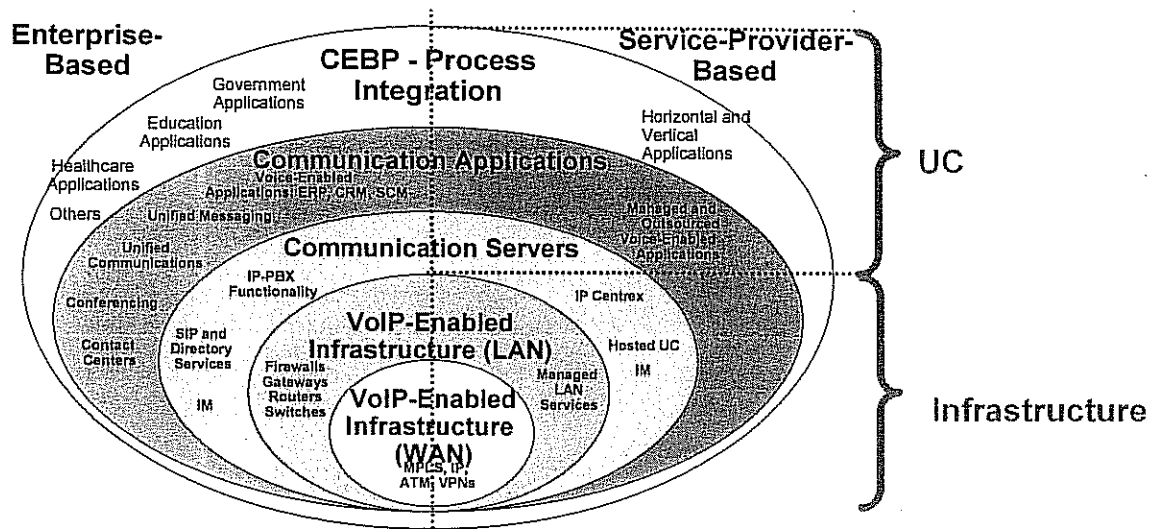 Enterprise-
Based
Service-Provider-
Based
CEBP - Process
Integration
Government
Applications
Education
Applications
Healthcare
Applications
Others
Horizontal and
Vertical
Applications
UC
Communication Applications
Voice-Enabled
Applications: ERP, CRM, SCM
Unified Messaging
Unified
Communications
Conferencing
Contact
Centers
Managed and
Outsourced
Voice-Enabled
Applications
Communication Servers
IP-PBX
Functionality
SIP and
Directory
Services
IM
IP Centrex
Hosted UC
IM
VoIP-Enabled
Infrastructure (LAN)
Firewalls
Gateways
Routers
Switches
Managed
LAN
Services
VoIP-Enabled
Infrastructure
(WAN)
MPLS, IP,
ATM, VPNs
Infrastructure